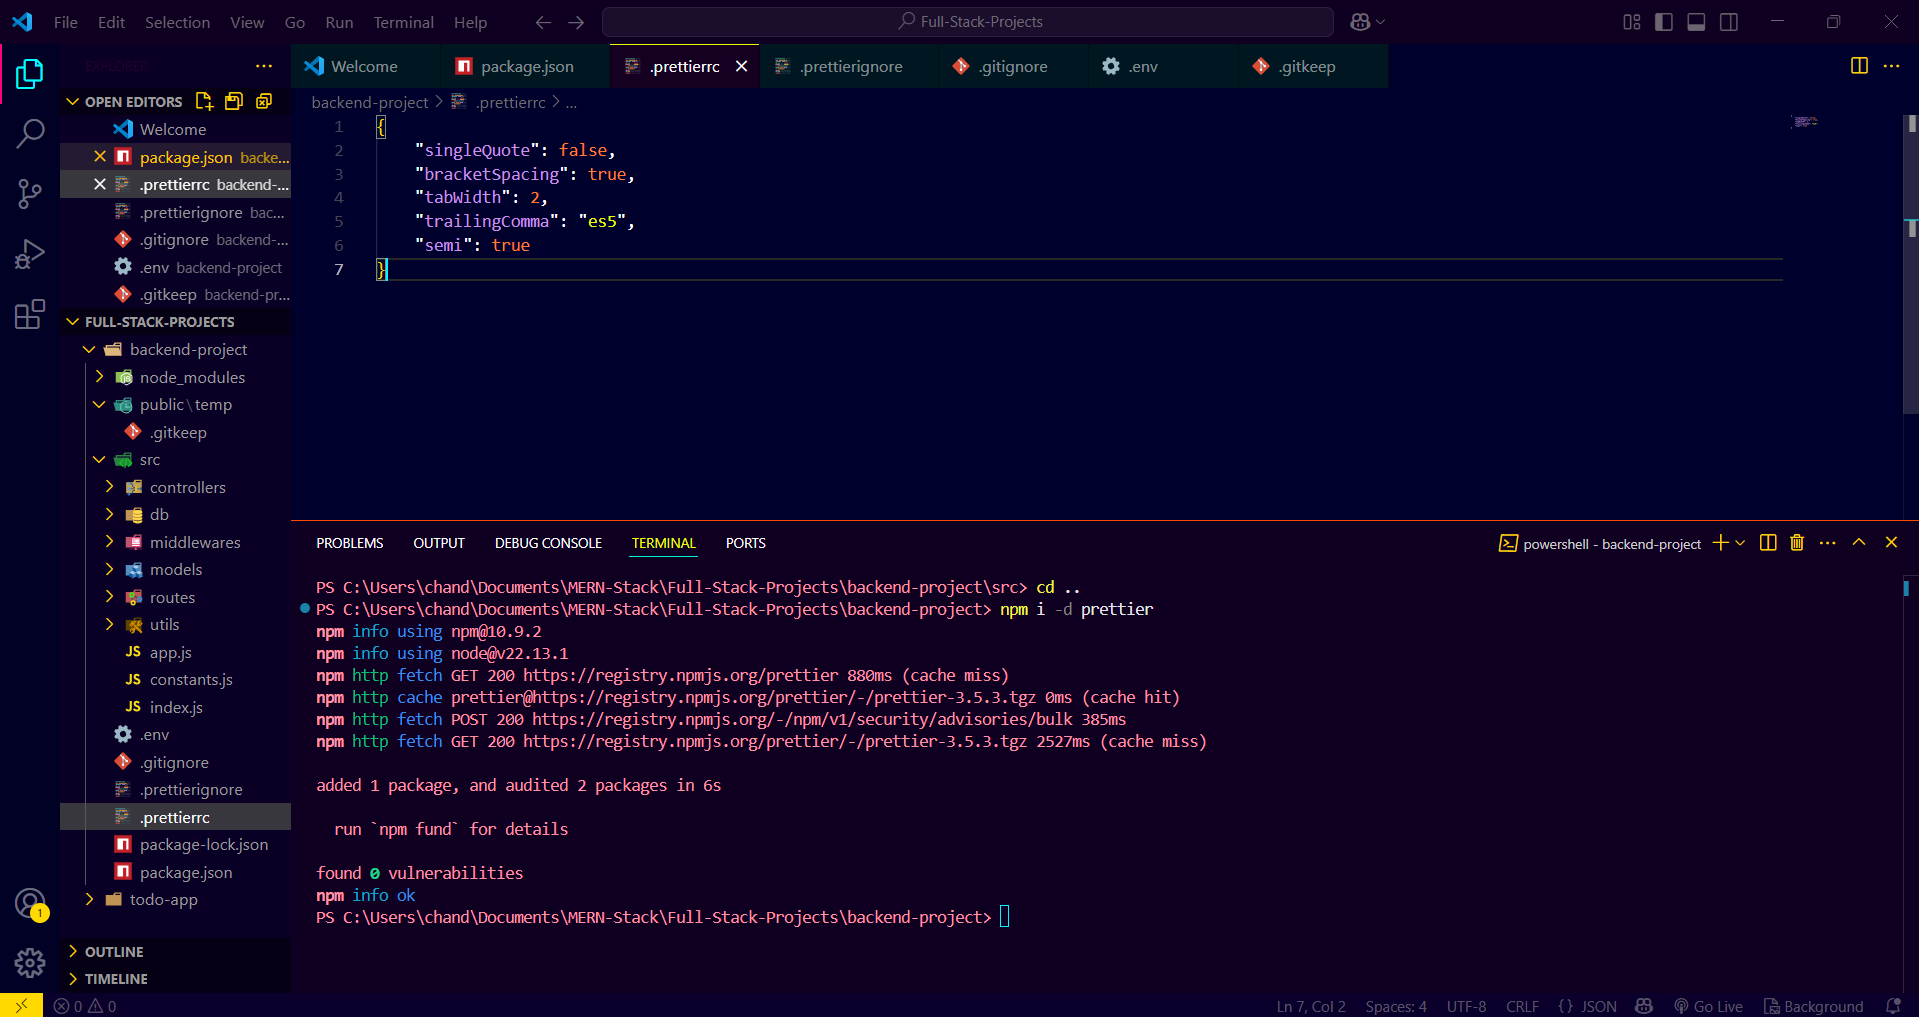 File Edit Selection View Go Run Terminal Help
Full-Stack-Projects
EXPLORER
Welcome
package.json
.prettierrc
.prettierignore
.gitignore
.env
.gitkeep
OPEN EDITORS
Welcome
package.json backe...
.prettierrc backend-...
.prettierignore bac...
.gitignore backend-...
.env backend-project
.gitkeep backend-pr...
FULL-STACK-PROJECTS
backend-project
node_modules
public\temp
.gitkeep
src
controllers
db
middlewares
models
routes
utils
JS app.js
JS constants.js
JS index.js
.env
.gitignore
.prettierignore
.prettierrc
package-lock.json
package.json
todo-app
OUTLINE
TIMELINE
1
backend-project > .prettierrc > ...
1 {
2 "singleQuote": false,
3 "bracketSpacing": true,
4 "tabWidth": 2,
5 "trailingComma": "es5",
6 "semi": true
7 }
PROBLEMS OUTPUT DEBUG CONSOLE TERMINAL PORTS
powershell - backend-project
PS C:\Users\chand\Documents\MERN-Stack\Full-Stack-Projects\backend-project\src> cd ..
PS C:\Users\chand\Documents\MERN-Stack\Full-Stack-Projects\backend-project> npm i -d prettier
npm info using npm@10.9.2
npm info using node@v22.13.1
npm http fetch GET 200 https://registry.npmjs.org/prettier 880ms (cache miss)
npm http cache prettier@https://registry.npmjs.org/prettier/-/prettier-3.5.3.tgz 0ms (cache hit)
npm http fetch POST 200 https://registry.npmjs.org/-/npm/v1/security/advisories/bulk 385ms
npm http fetch GET 200 https://registry.npmjs.org/prettier/-/prettier-3.5.3.tgz 2527ms (cache miss)
added 1 package, and audited 2 packages in 6s
run `npm fund` for details
found 0 vulnerabilities
npm info ok
PS C:\Users\chand\Documents\MERN-Stack\Full-Stack-Projects\backend-project>
0 0
Ln 7, Col 2 Spaces: 4 UTF-8 CRLF {} JSON Go Live Background